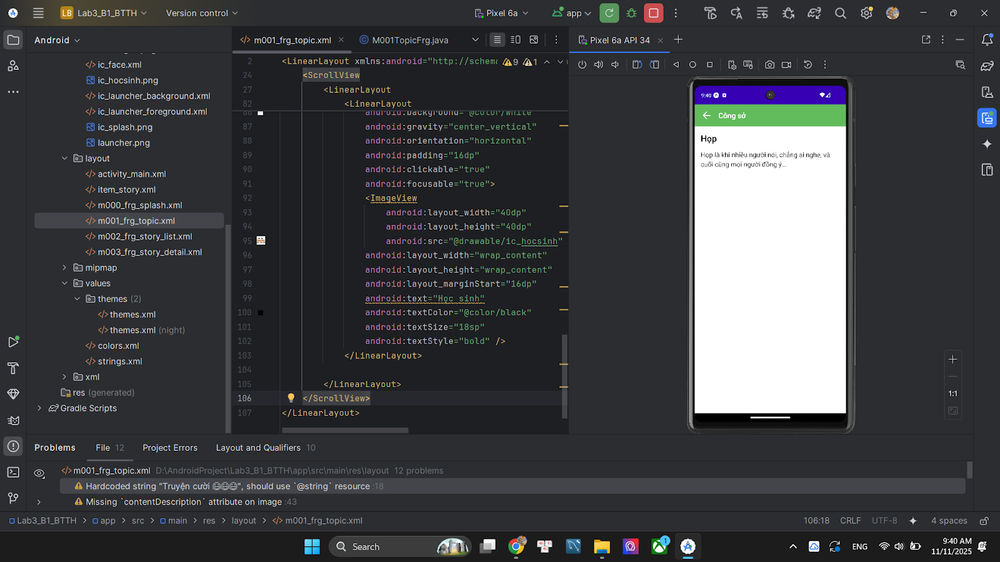 LB Lab3_B1_BTTH Version control Pixel 6a app
Android
m001_frg_topic.xml M001TopicFrg.java
Pixel 6a API 34
ic_face.xml
ic_hocsinh.png
ic_launcher_background.xml
ic_launcher_foreground.xml
ic_splash.png
launcher.png
layout
activity_main.xml
item_story.xml
m000_frg_splash.xml
m001_frg_topic.xml
m002_frg_story_list.xml
m003_frg_story_detail.xml
mipmap
values
themes (2)
themes.xml
themes.xml (night)
colors.xml
strings.xml
xml
res (generated)
Gradle Scripts
2 <LinearLayout xmlns:android="http://schema 9 1
24 <ScrollView
27 <LinearLayout
82 <LinearLayout
86 android:background="@color/white"
87 android:gravity="center_vertical"
88 android:orientation="horizontal"
89 android:padding="16dp"
90 android:clickable="true"
91 android:focusable="true">
92 <ImageView
93 android:layout_width="40dp"
94 android:layout_height="40dp"
95 android:src="@drawable/ic_hocsinh"
96 android:layout_width="wrap_content"
97 android:layout_height="wrap_content"
98 android:layout_marginStart="16dp"
99 android:text="Học sinh"
100 android:textColor="@color/black"
101 android:textSize="18sp"
102 android:textStyle="bold" />
103 </LinearLayout>
104
105 </LinearLayout>
106 </ScrollView>
107 </LinearLayout>
9:40
Công sở
Họp
Họp là khi nhiều người nói, chẳng ai nghe, và
cuối cùng mọi người đồng ý...
1:1
Problems File 12 Project Errors Layout and Qualifiers 10
m001_frg_topic.xml D:\AndroidProject\Lab3_B1_BTTH\app\src\main\res\layout 12 problems
Hardcoded string "Truyện cười 😄😄😄", should use `@string` resource :18
Missing `contentDescription` attribute on image :43
Lab3_B1_BTTH > app > src > main > res > layout > m001_frg_topic.xml
106:18 CRLF UTF-8 4 spaces
Search
1
ENG
9:40 AM
11/11/2025